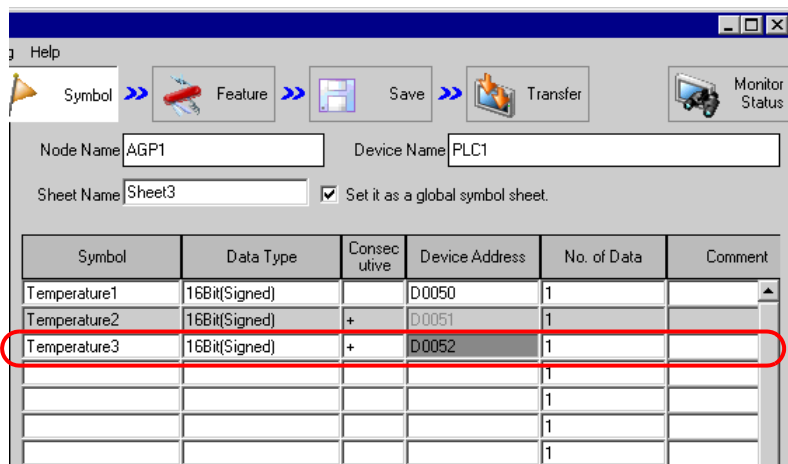 g Help
Symbol Feature Save Transfer Monitor Status
Node Name AGP1 Device Name PLC1
Sheet Name Sheet3 Set it as a global symbol sheet.
Symbol Data Type Consec utive Device Address No. of Data Comment
Temperature1 16Bit(Signed) D0050 1
Temperature2 16Bit(Signed) + D0051 1
Temperature3 16Bit(Signed) + D0052 1
1
1
1
1